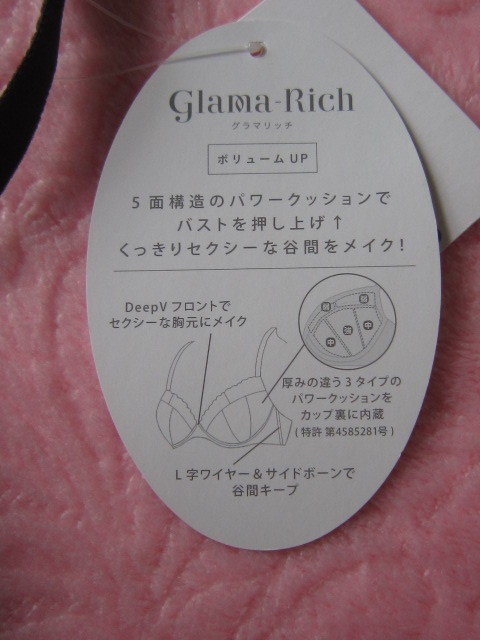 Glama-Rich
グラマリッチ
ボリュームUP
5面構造のパワークッションで
バストを押し上げ↑
くっきりセクシーな谷間をメイク!
DeepVフロントで
セクシーな胸元にメイク
厚みの違う3タイプの
パワークッションを
カップ裏に内蔵
(特許 第4585281号)
L字ワイヤー&サイドボーンで
谷間キープ